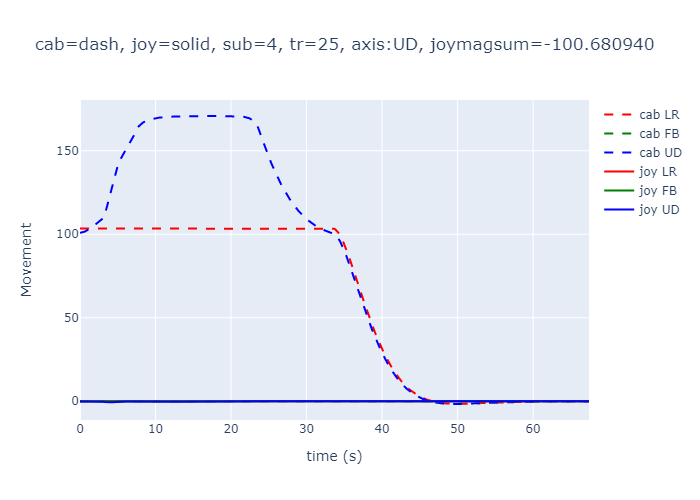 cab=dash, joy=solid, sub=4, tr=25, axis:UD, joymagsum=-100.680940
cab LR
cab FB
cab UD
joy LR
joy FB
joy UD
Movement
150
100
50
0
0 10 20 30 40 50 60
time (s)